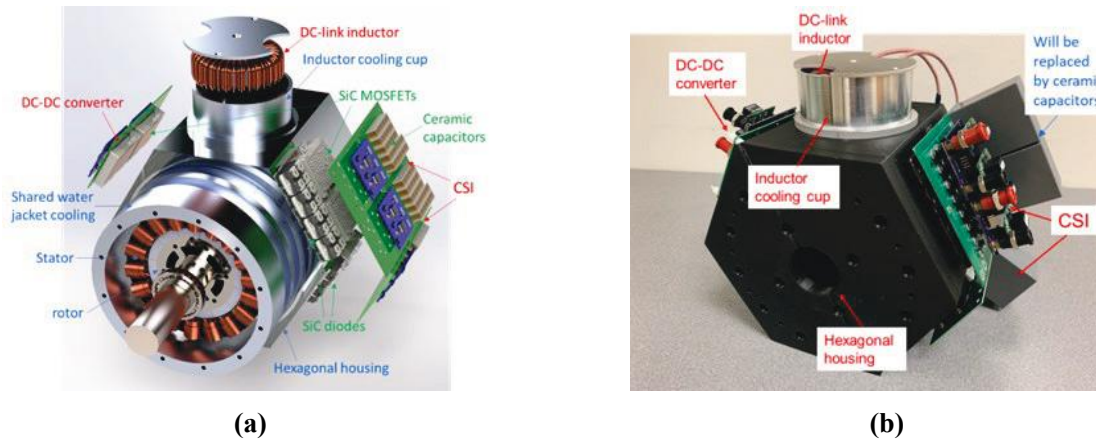 DC-link inductor
Inductor cooling cup
SiC MOSFETs
DC-DC converter
Ceramic
capacitors
CSI
Shared water
jacket cooling
Stator
rotor
SiC diodes
Hexagonal housing
(a)
DC-link
inductor
DC-DC
converter
Will be
replaced
by ceramic
capacitors
Inductor
cooling cup
CSI
Hexagonal
housing
(b)